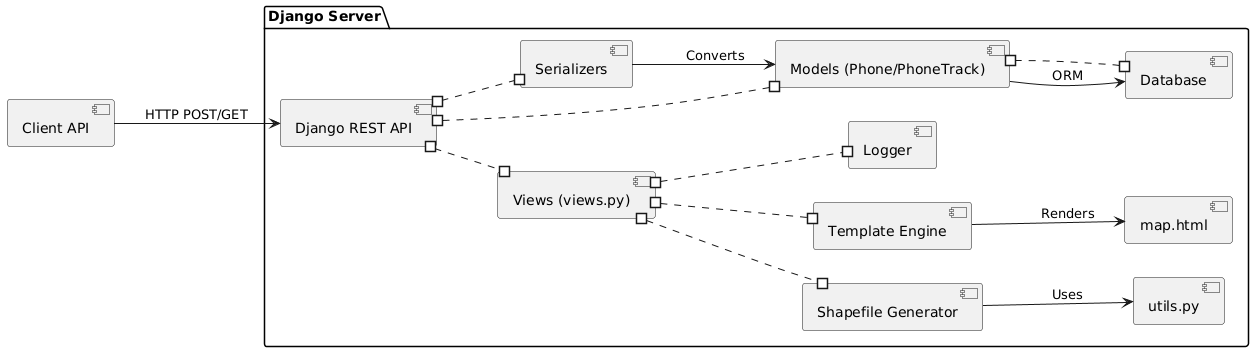 Django Server
Serializers
Converts
Models (Phone/PhoneTrack)
ORM
Database
Client API
HTTP POST/GET
Django REST API
Logger
Views (views.py)
Template Engine
Renders
map.html
Shapefile Generator
Uses
utils.py